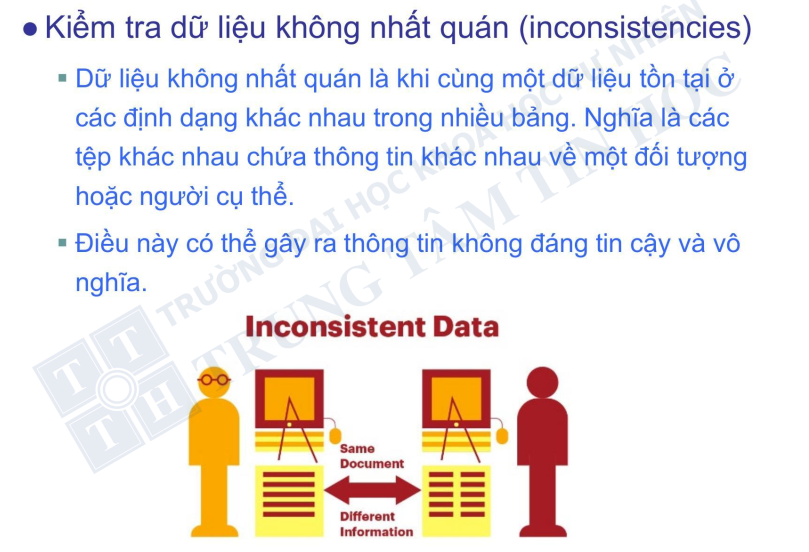 ● Kiểm tra dữ liệu không nhất quán (inconsistencies)
▪ Dữ liệu không nhất quán là khi cùng một dữ liệu tồn tại ở
các định dạng khác nhau trong nhiều bảng. Nghĩa là các
tệp khác nhau chứa thông tin khác nhau về một đối tượng
hoặc người cụ thể.
▪ Điều này có thể gây ra thông tin không đáng tin cậy và vô
nghĩa.
TRƯỜNG ĐẠI HỌC KHOA HỌC TỰ NHIÊN
TRUNG TÂM TIN HỌC
T T
T H
Inconsistent Data
Same
Document
Different
Information